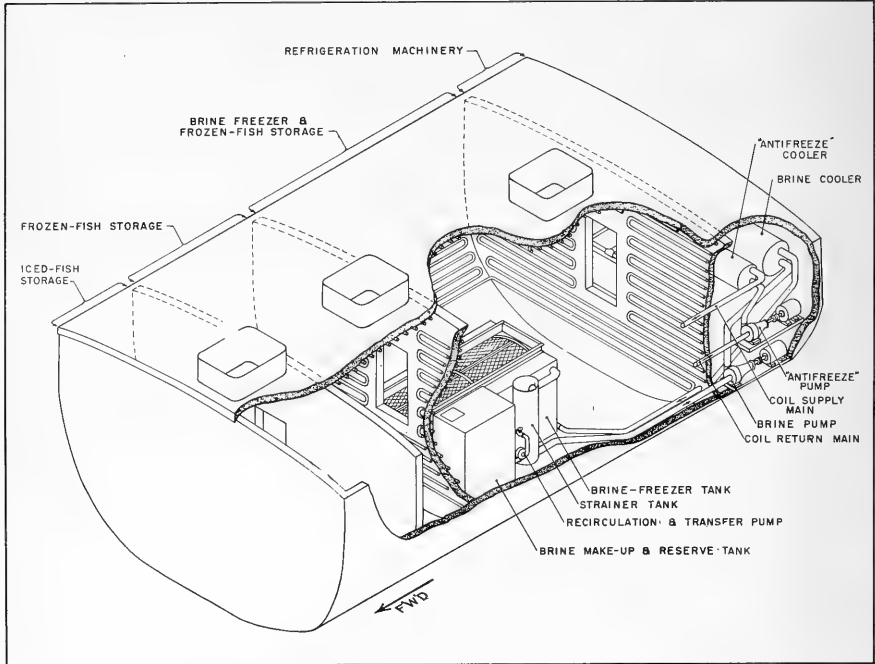 REFRIGERATION MACHINERY
BRINE FREEZER &
FROZEN-FISH STORAGE
"ANTIFREEZE"
COOLER
BRINE COOLER
FROZEN-FISH STORAGE
ICED-FISH
STORAGE
"ANTIFREEZE"
PUMP
COIL SUPPLY
MAIN
BRINE PUMP
COIL RETURN MAIN
BRINE-FREEZER TANK
STRAINER TANK
RECIRCULATION & TRANSFER PUMP
BRINE MAKE-UP & RESERVE TANK
FWD